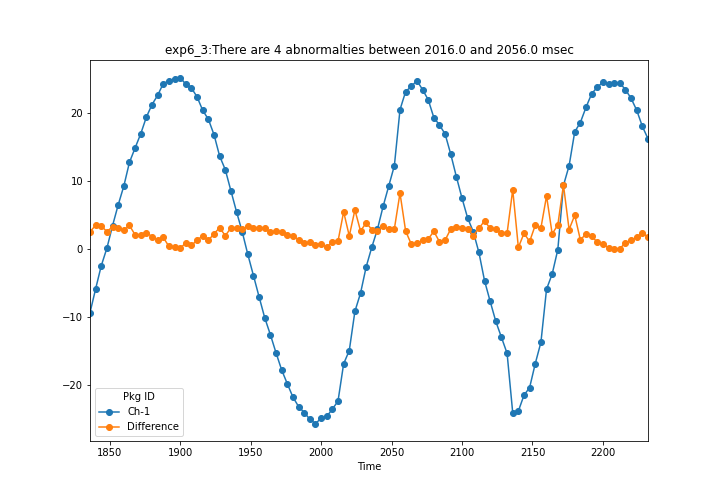 exp6_3:There are 4 abnormalties between 2016.0 and 2056.0 msec
20
10
0
−10
−20
Pkg ID
Ch-1
Difference
1850 1900 1950 2000 2050 2100 2150 2200
Time